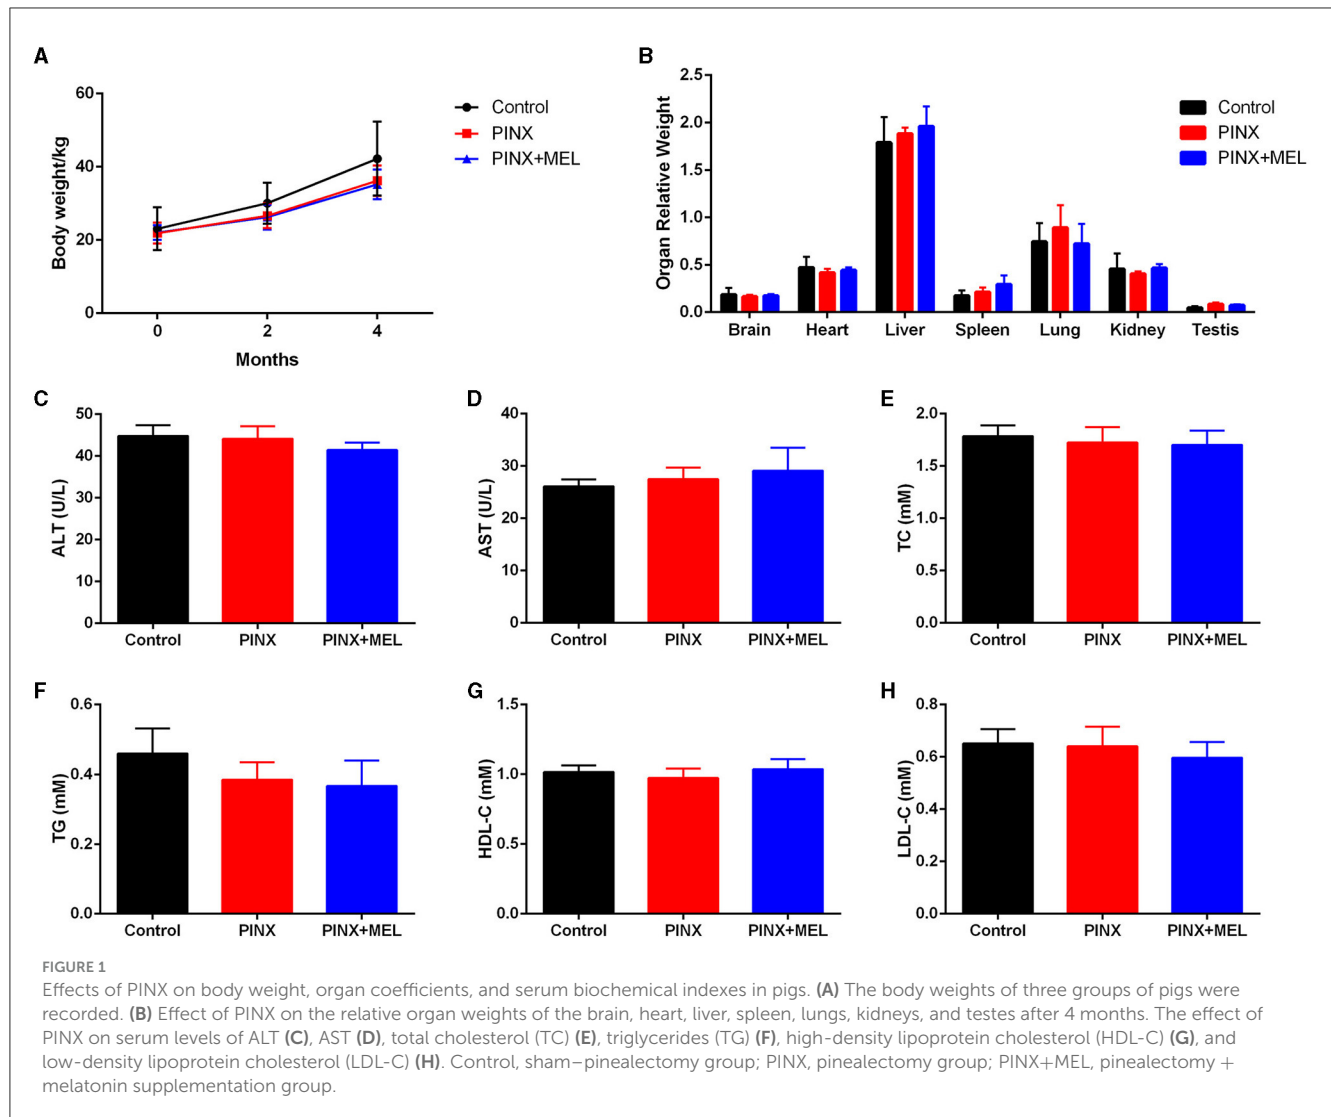 A
Body weight/kg
60
40
20
0
0 2 4
Months
Control
PINX
PINX+MEL
B
Organ Relative Weight
2.5
2.0
1.5
1.0
0.5
0.0
Brain Heart Liver Spleen Lung Kidney Testis
Control
PINX
PINX+MEL
C
ALT (U/L)
50
40
30
20
10
0
Control PINX PINX+MEL
D
AST (U/L)
40
30
20
10
0
Control PINX PINX+MEL
E
TC (mM)
2.0
1.5
1.0
0.5
0.0
Control PINX PINX+MEL
F
TG (mM)
0.6
0.4
0.2
0.0
Control PINX PINX+MEL
G
HDL-C (mM)
1.5
1.0
0.5
0.0
Control PINX PINX+MEL
H
LDL-C (mM)
0.8
0.6
0.4
0.2
0.0
Control PINX PINX+MEL
FIGURE 1
Effects of PINX on body weight, organ coefficients, and serum biochemical indexes in pigs. (A) The body weights of three groups of pigs were
recorded. (B) Effect of PINX on the relative organ weights of the brain, heart, liver, spleen, lungs, kidneys, and testes after 4 months. The effect of
PINX on serum levels of ALT (C), AST (D), total cholesterol (TC) (E), triglycerides (TG) (F), high-density lipoprotein cholesterol (HDL-C) (G), and
low-density lipoprotein cholesterol (LDL-C) (H). Control, sham–pinealectomy group; PINX, pinealectomy group; PINX+MEL, pinealectomy +
melatonin supplementation group.